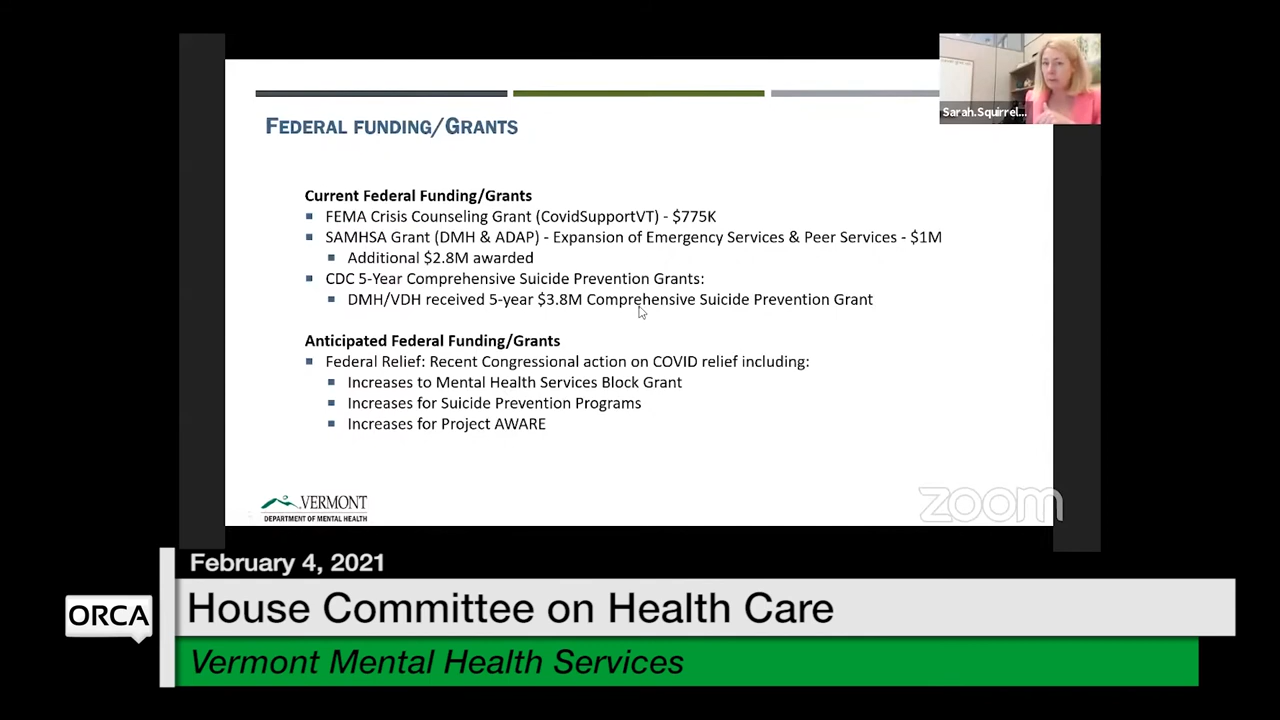 Sarah.Squirrel...
FEDERAL FUNDING/GRANTS
Current Federal Funding/Grants
FEMA Crisis Counseling Grant (CovidSupportVT) - $775K
SAMHSA Grant (DMH & ADAP) - Expansion of Emergency Services & Peer Services - $1M
Additional $2.8M awarded
CDC 5-Year Comprehensive Suicide Prevention Grants:
DMH/VDH received 5-year $3.8M Comprehensive Suicide Prevention Grant
Anticipated Federal Funding/Grants
Federal Relief: Recent Congressional action on COVID relief including:
Increases to Mental Health Services Block Grant
Increases for Suicide Prevention Programs
Increases for Project AWARE
VERMONT
DEPARTMENT OF MENTAL HEALTH
zoom
February 4, 2021
ORCA
House Committee on Health Care
Vermont Mental Health Services